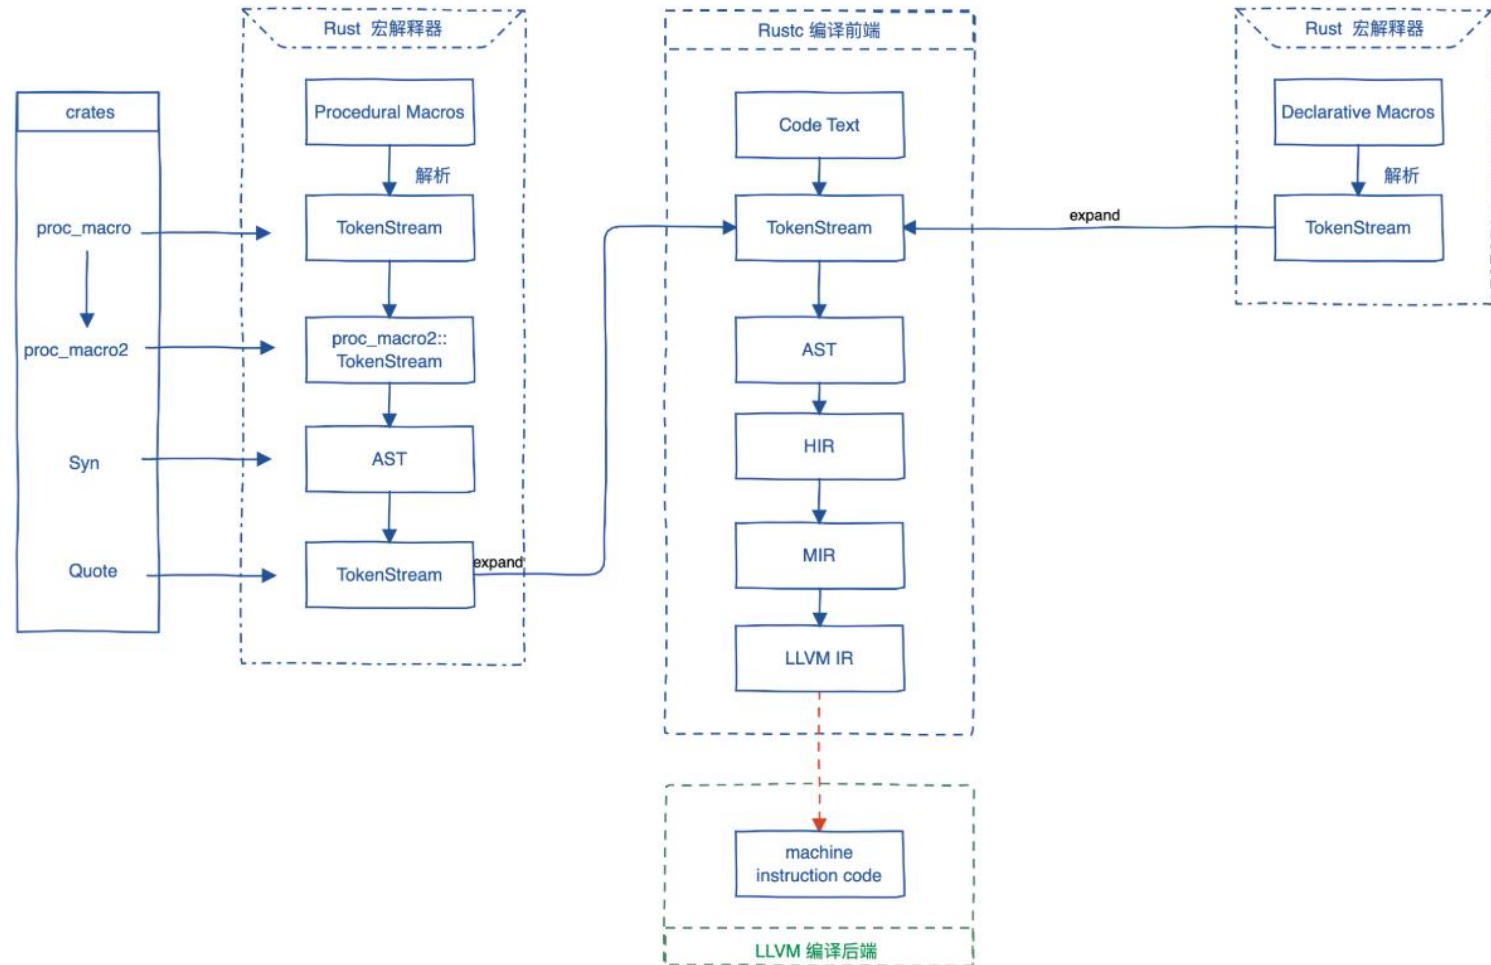 crates
proc_macro
proc_macro2
Syn
Quote
Rust 宏解释器
Procedural Macros
解析
TokenStream
proc_macro2::
TokenStream
AST
TokenStream
expand
Rustc 编译前端
Code Text
TokenStream
AST
HIR
MIR
LLVM IR
machine
instruction code
LLVM 编译后端
Rust 宏解释器
Declarative Macros
解析
TokenStream
expand